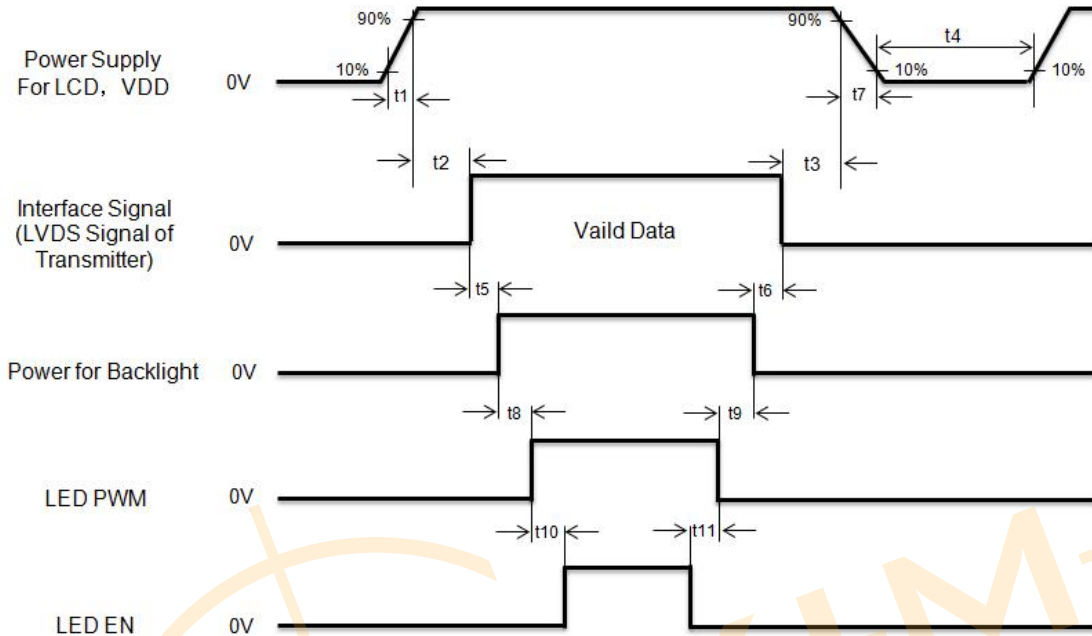 90%
90%
t4
Power Supply
For LCD, VDD
0V
10%
10%
10%
t1
t7
t2
t3
Interface Signal
(LVDS Signal of
Transmitter)
0V
Vaild Data
t5
t6
Power for Backlight
0V
t8
t9
LED PWM
0V
t10
t11
LED EN
0V